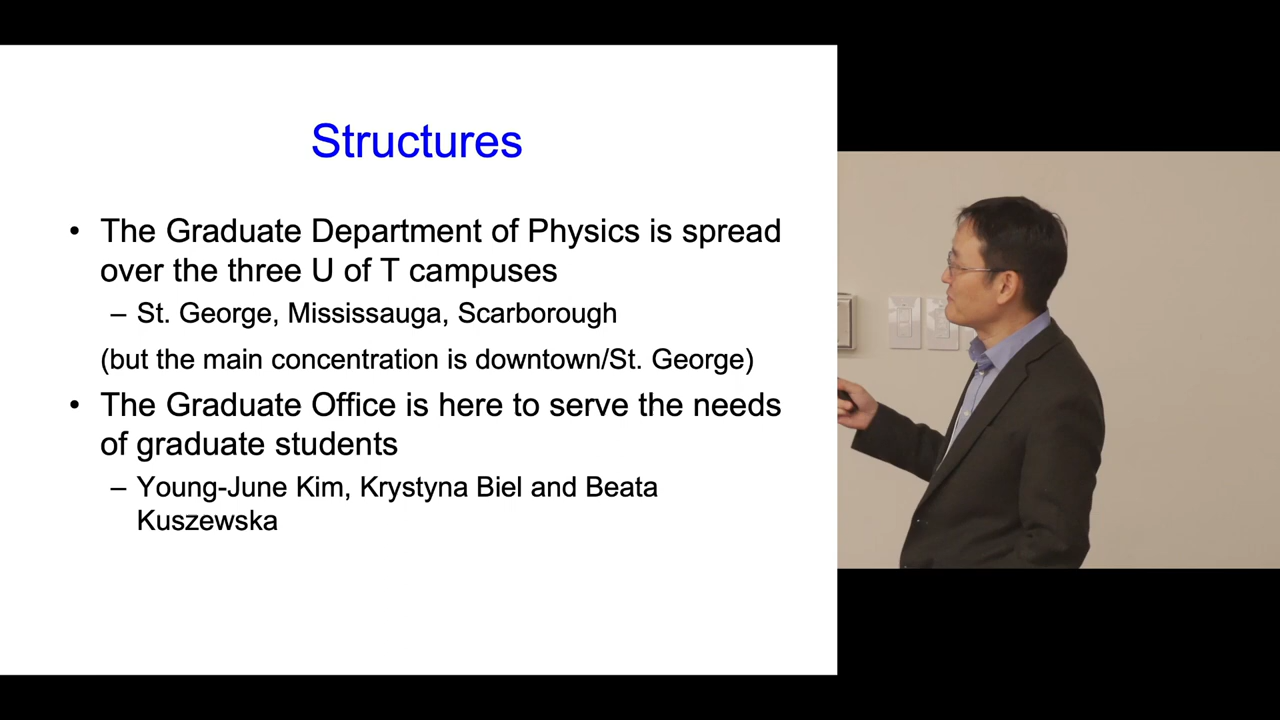 Structures
• The Graduate Department of Physics is spread
over the three U of T campuses
– St. George, Mississauga, Scarborough
(but the main concentration is downtown/St. George)
• The Graduate Office is here to serve the needs
of graduate students
– Young-June Kim, Krystyna Biel and Beata
Kuszewska